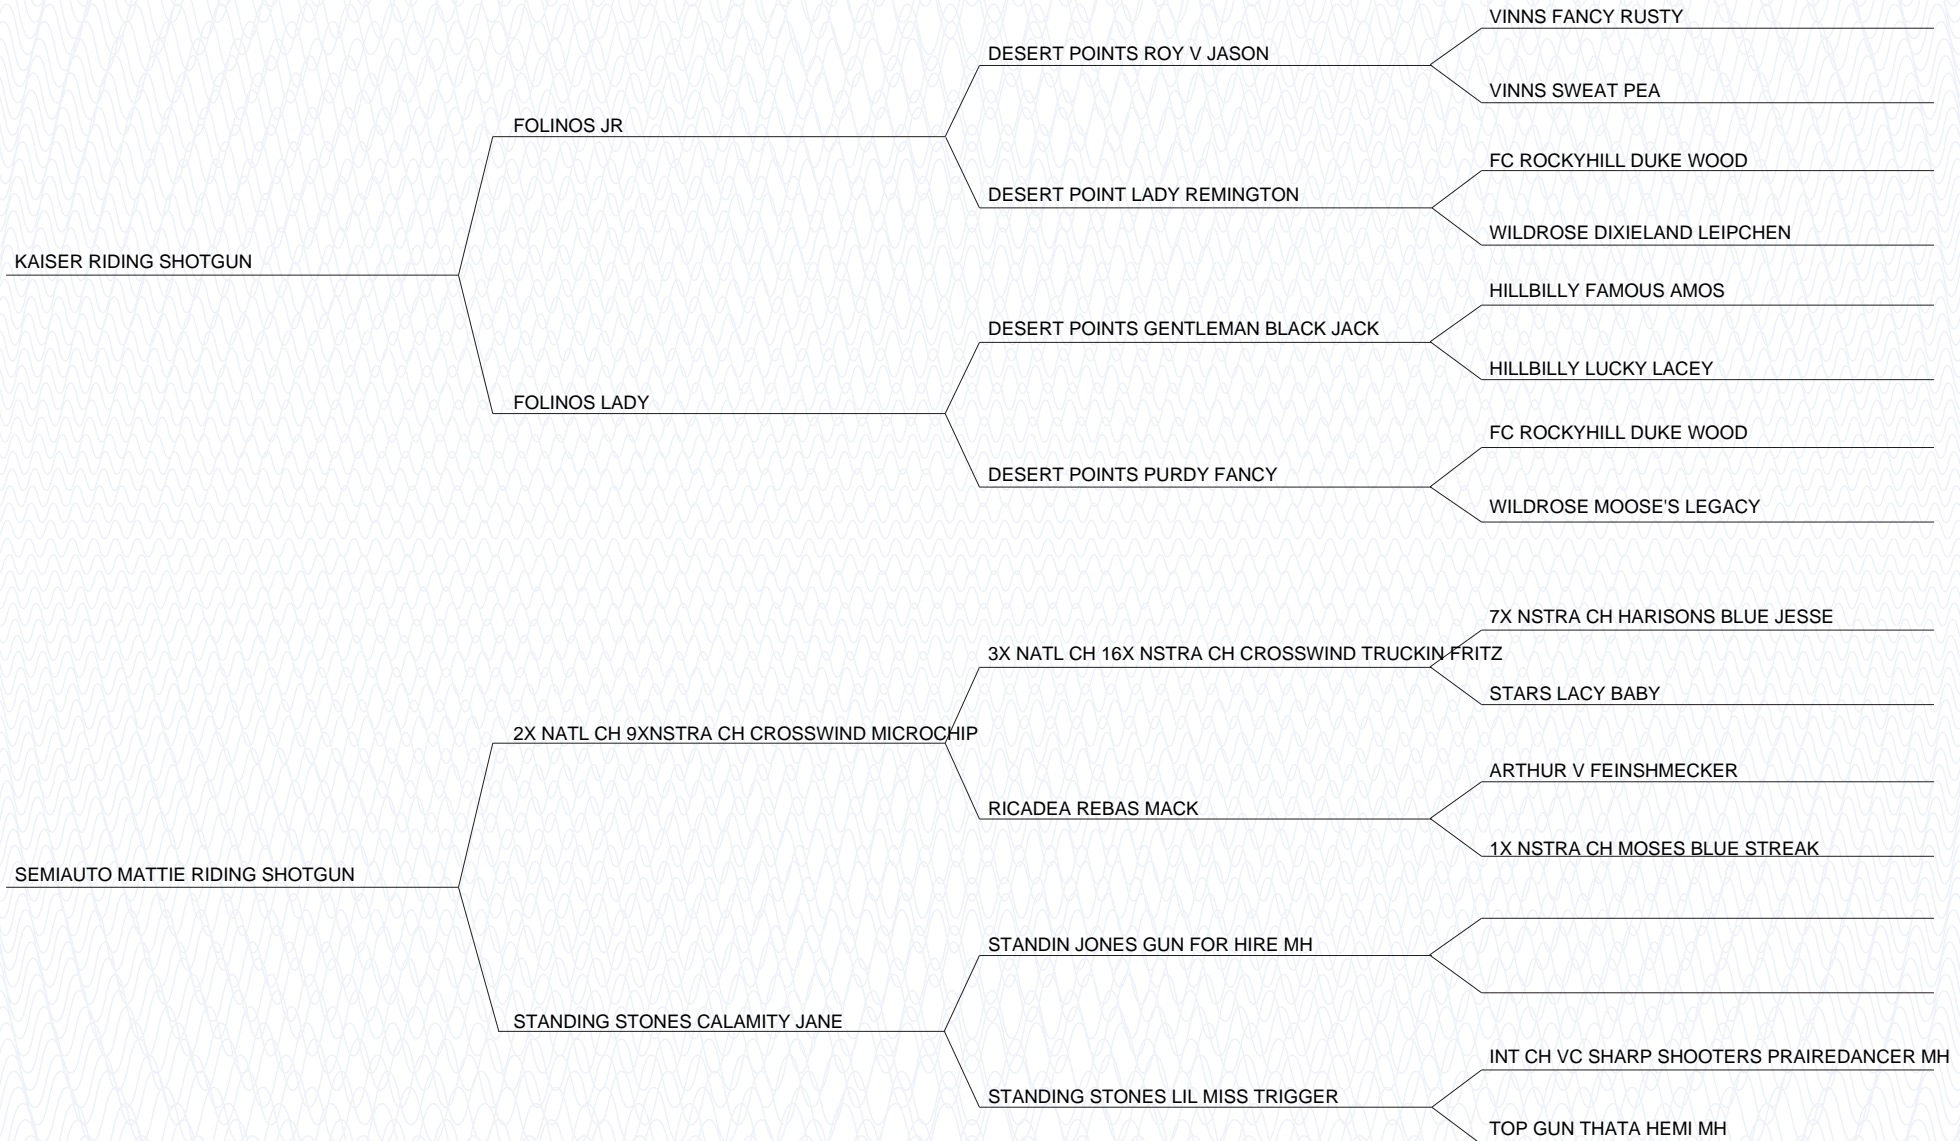 VINNS FANCY RUSTY
DESERT POINTS ROY V JASON
VINNS SWEAT PEA
FOLINOS JR
FC ROCKYHILL DUKE WOOD
DESERT POINT LADY REMINGTON
WILDROSE DIXIELAND LEIPCHEN
KAISER RIDING SHOTGUN
HILLBILLY FAMOUS AMOS
DESERT POINTS GENTLEMAN BLACK JACK
HILLBILLY LUCKY LACEY
FOLINOS LADY
FC ROCKYHILL DUKE WOOD
DESERT POINTS PURDY FANCY
WILDROSE MOOSE'S LEGACY
7X NSTRA CH HARISONS BLUE JESSE
3X NATL CH 16X NSTRA CH CROSSWIND TRUCKIN FRITZ
STARS LACY BABY
2X NATL CH 9XNSTRA CH CROSSWIND MICROCHIP
ARTHUR V FEINSHMECKER
RICADEA REBAS MACK
1X NSTRA CH MOSES BLUE STREAK
SEMIAUTO MATTIE RIDING SHOTGUN
STANDIN JONES GUN FOR HIRE MH
STANDING STONES CALAMITY JANE
INT CH VC SHARP SHOOTERS PRAIREDANCER MH
STANDING STONES LIL MISS TRIGGER
TOP GUN THATA HEMI MH